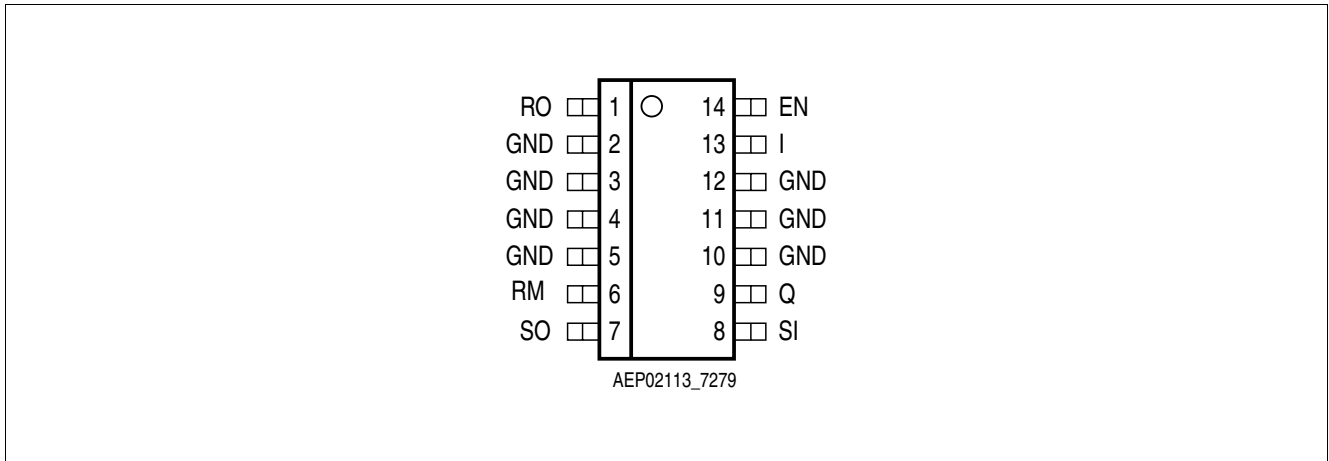 RO 1 14 EN
GND 2 13 I
GND 3 12 GND
GND 4 11 GND
GND 5 10 GND
RM 6 9 Q
SO 7 8 SI
AEP02113_7279